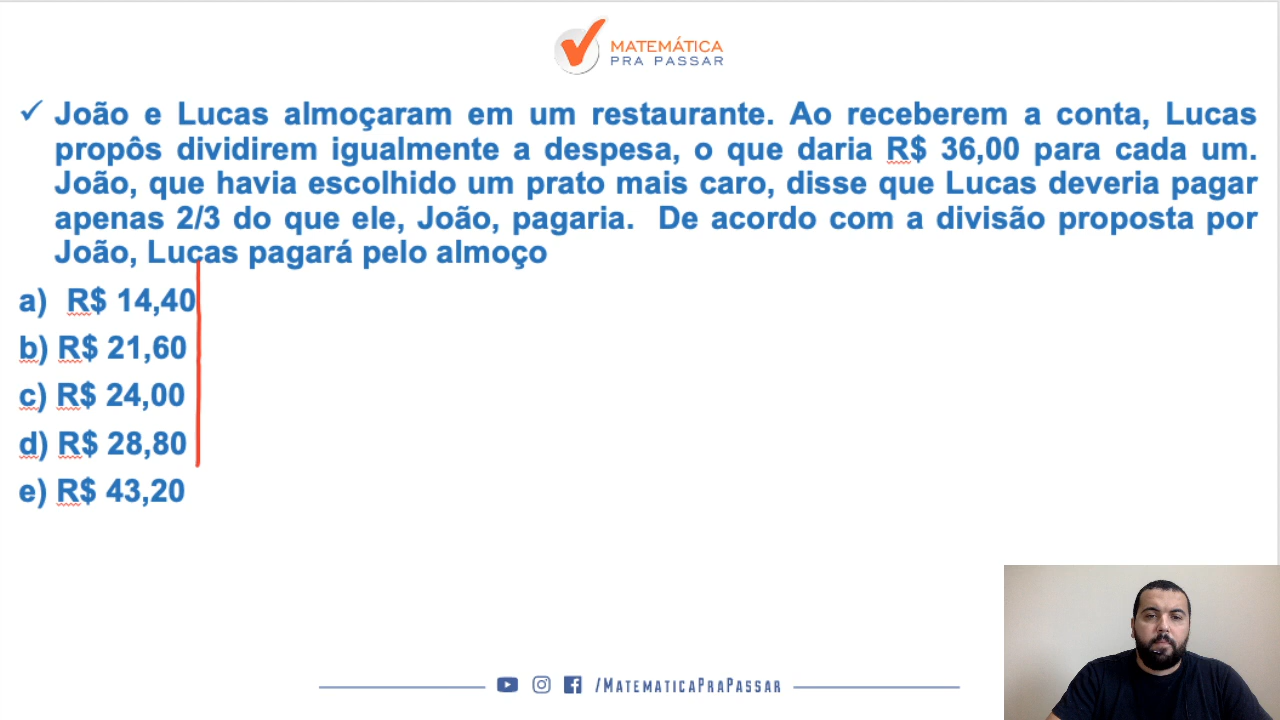 MATEMÁTICA
PRA PASSAR
✓ João e Lucas almoçaram em um restaurante. Ao receberem a conta, Lucas
propôs dividirem igualmente a despesa, o que daria R$ 36,00 para cada um.
João, que havia escolhido um prato mais caro, disse que Lucas deveria pagar
apenas 2/3 do que ele, João, pagaria. De acordo com a divisão proposta por
João, Lucas pagará pelo almoço
a) R$ 14,40
b) R$ 21,60
c) R$ 24,00
d) R$ 28,80
e) R$ 43,20
/MATEMATICAPRAPASSAR